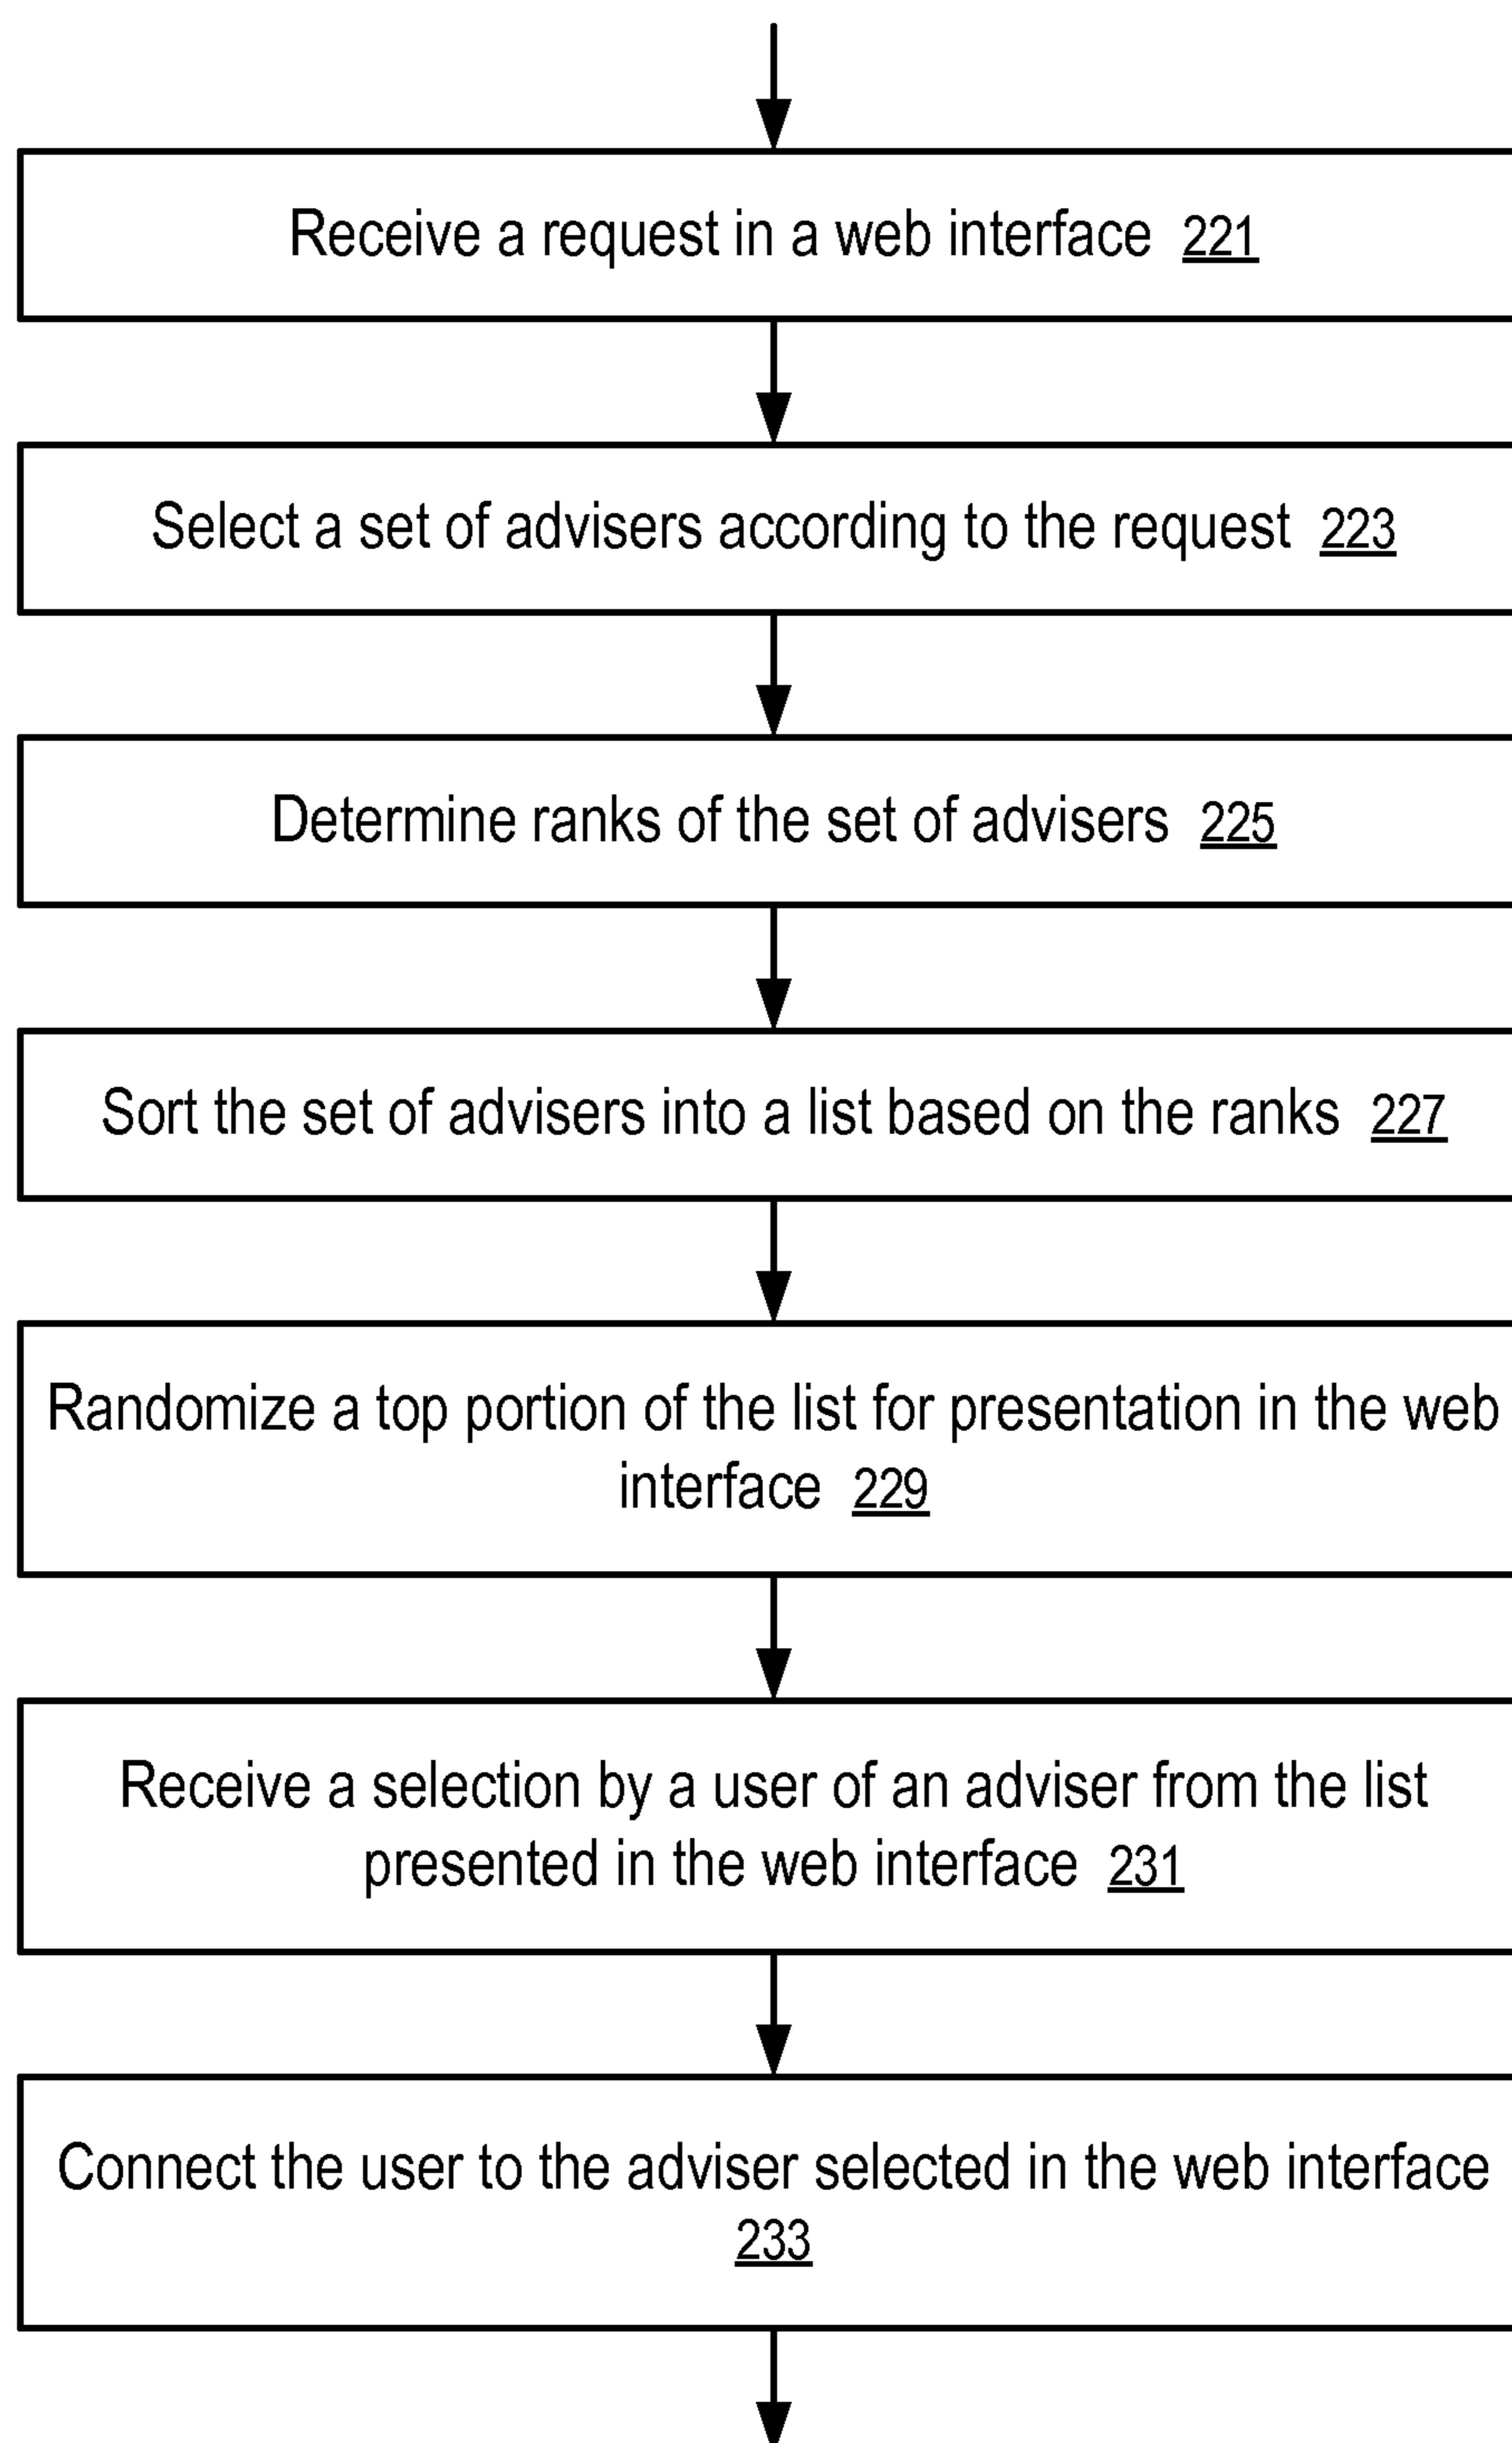 Receive a request in a web interface 221
Select a set of advisers according to the request 223
Determine ranks of the set of advisers 225
Sort the set of advisers into a list based on the ranks 227
Randomize a top portion of the list for presentation in the web
interface 229
Receive a selection by a user of an adviser from the list
presented in the web interface 231
Connect the user to the adviser selected in the web interface
233